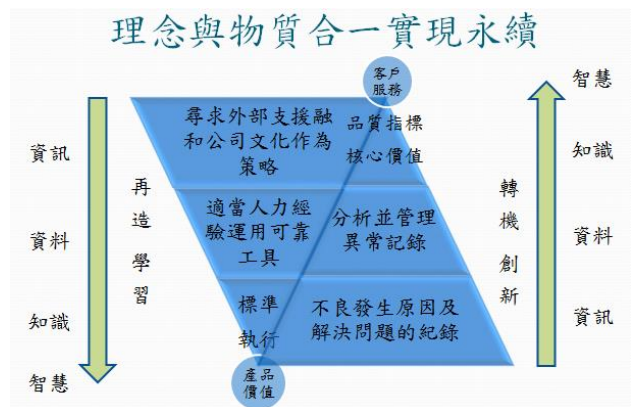 理念與物質合一實現永續
客戶
服務
智慧
尋求外部支援融
和公司文化作為
策略
品質指標
核心價值
資訊
知識
再造學習
適當人力經
驗運用可靠
工具
分析並管理
異常記錄
轉機創新
資料
資料
標準
執行
不良發生原因及
解決問題的紀錄
知識
資訊
智慧
產品
價值